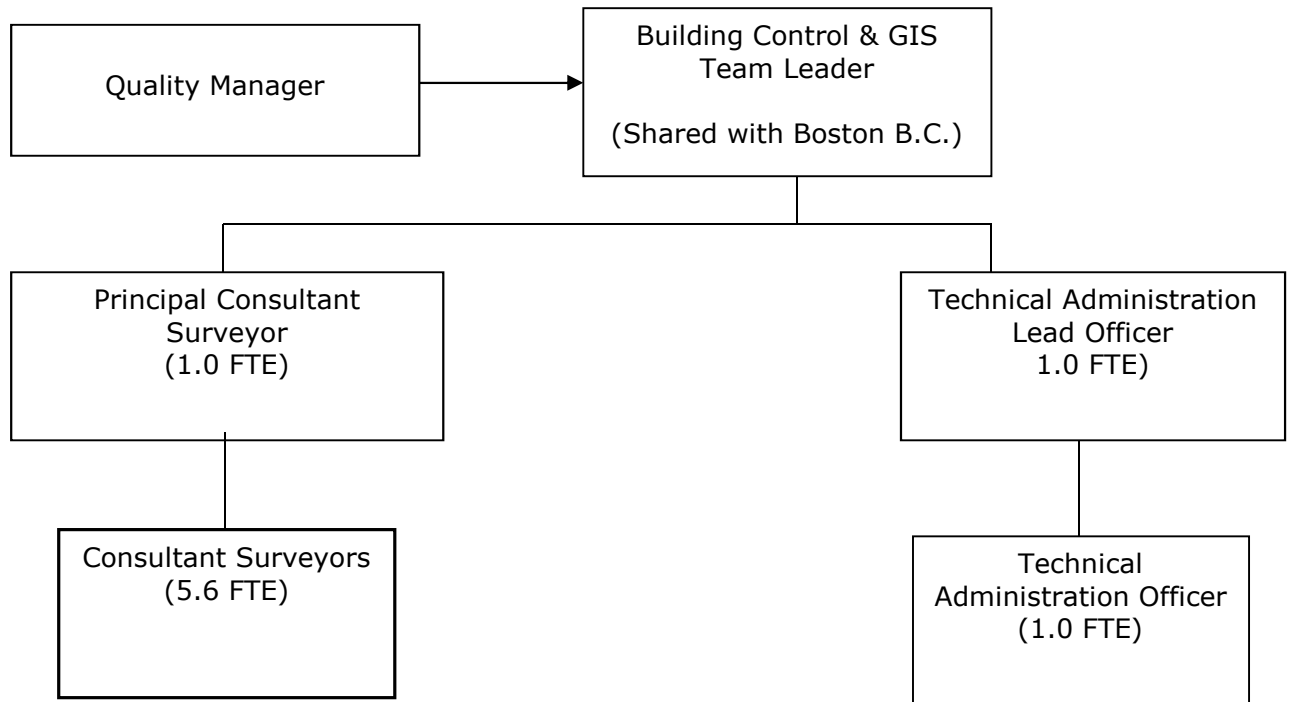 Quality Manager
Building Control & GIS
Team Leader
(Shared with Boston B.C.)
Principal Consultant
Surveyor
(1.0 FTE)
Technical Administration
Lead Officer
1.0 FTE)
Consultant Surveyors
(5.6 FTE)
Technical
Administration Officer
(1.0 FTE)